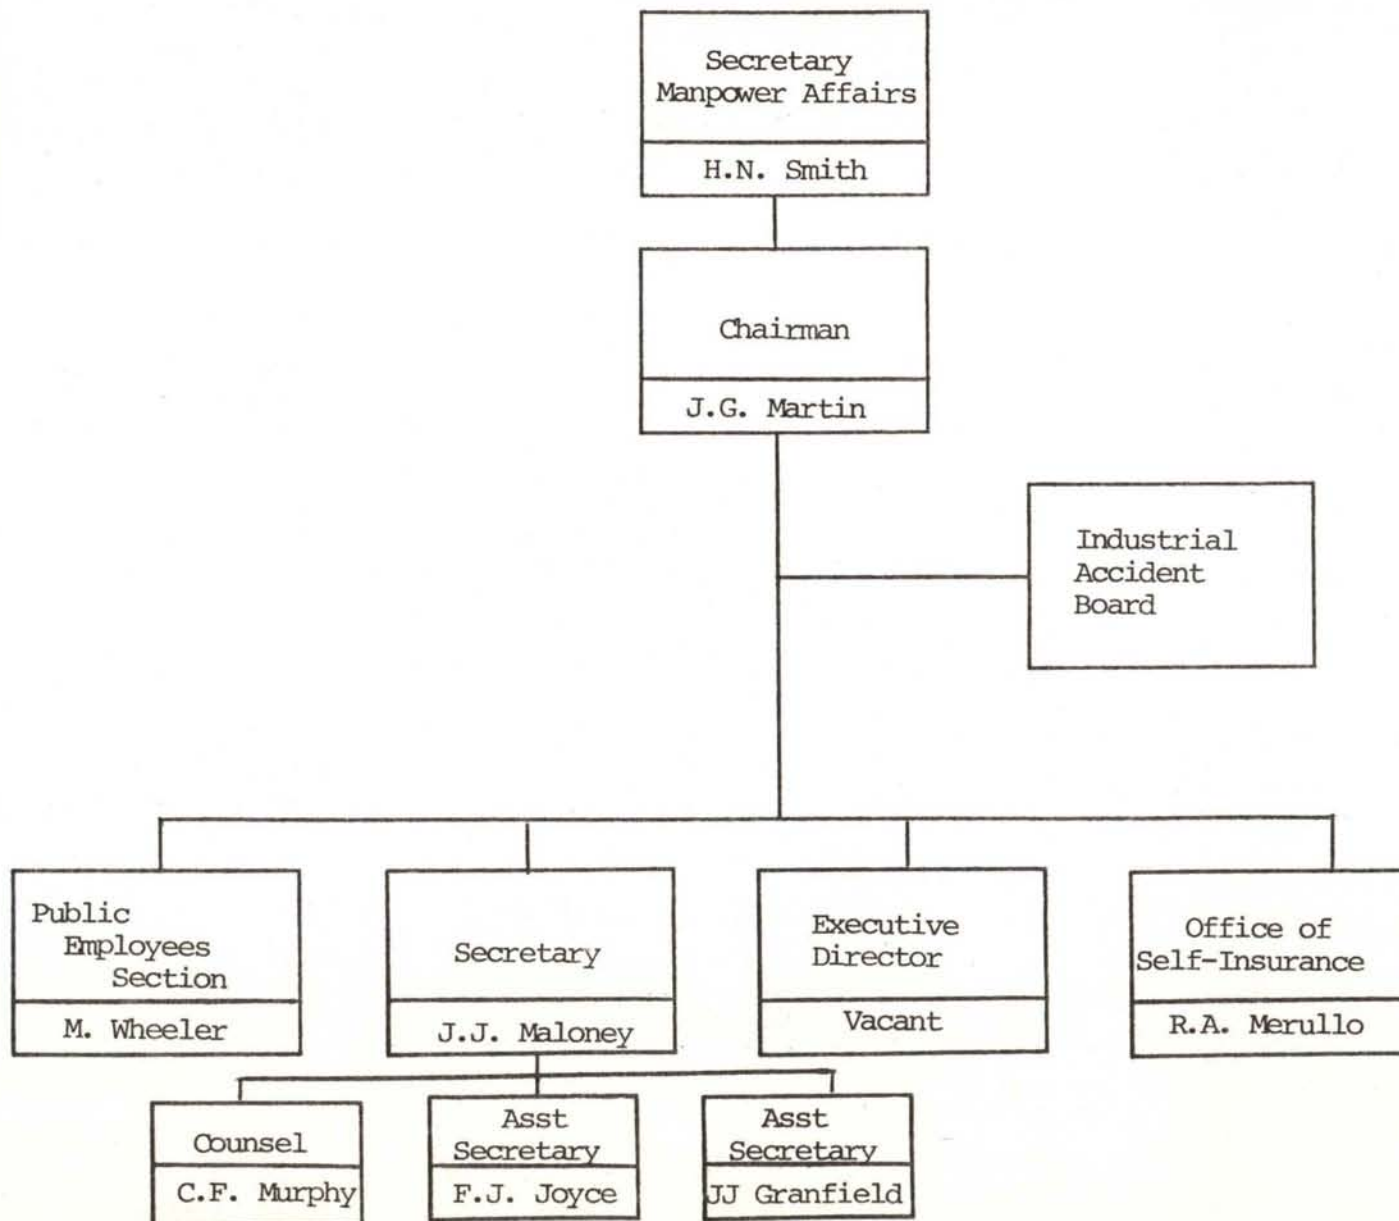 Secretary
Manpower Affairs
H.N. Smith
Chairman
J.G. Martin
Industrial
Accident
Board
Public
Employees
Section
M. Wheeler
Secretary
J.J. Maloney
Executive
Director
Vacant
Office of
Self-Insurance
R.A. Merullo
Counsel
C.F. Murphy
Asst
Secretary
F.J. Joyce
Asst
Secretary
JJ Granfield